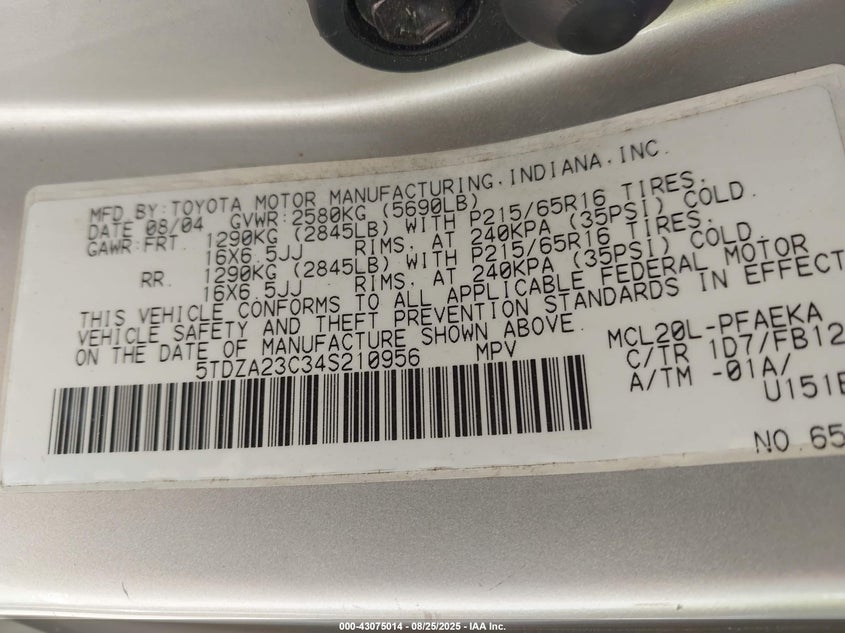 MFD BY:TOYOTA MOTOR MANUFACTURING,INDIANA,INC.
DATE 08/04 GVWR:2580KG (5690LB)
GAWR:FRT. 1290KG (2845LB) WITH P215/65R16 TIRES,
16X6.5JJ RIMS, AT 240KPA (35PSI) COLD.
RR. 1290KG (2845LB) WITH P215/65R16 TIRES,
16X6.5JJ RIMS, AT 240KPA (35PSI) COLD.
THIS VEHICLE CONFORMS TO ALL APPLICABLE FEDERAL MOTOR
VEHICLE SAFETY AND THEFT PREVENTION STANDARDS IN EFFECT
ON THE DATE OF MANUFACTURE SHOWN ABOVE.
5TDZA23C34S210956 MPV
MCL20L-PFAEKA
C/TR 1D7/FB12
A/TM -01A/
U151E
NO.65
000-43075014 - 08/25/2025 - IAA Inc.